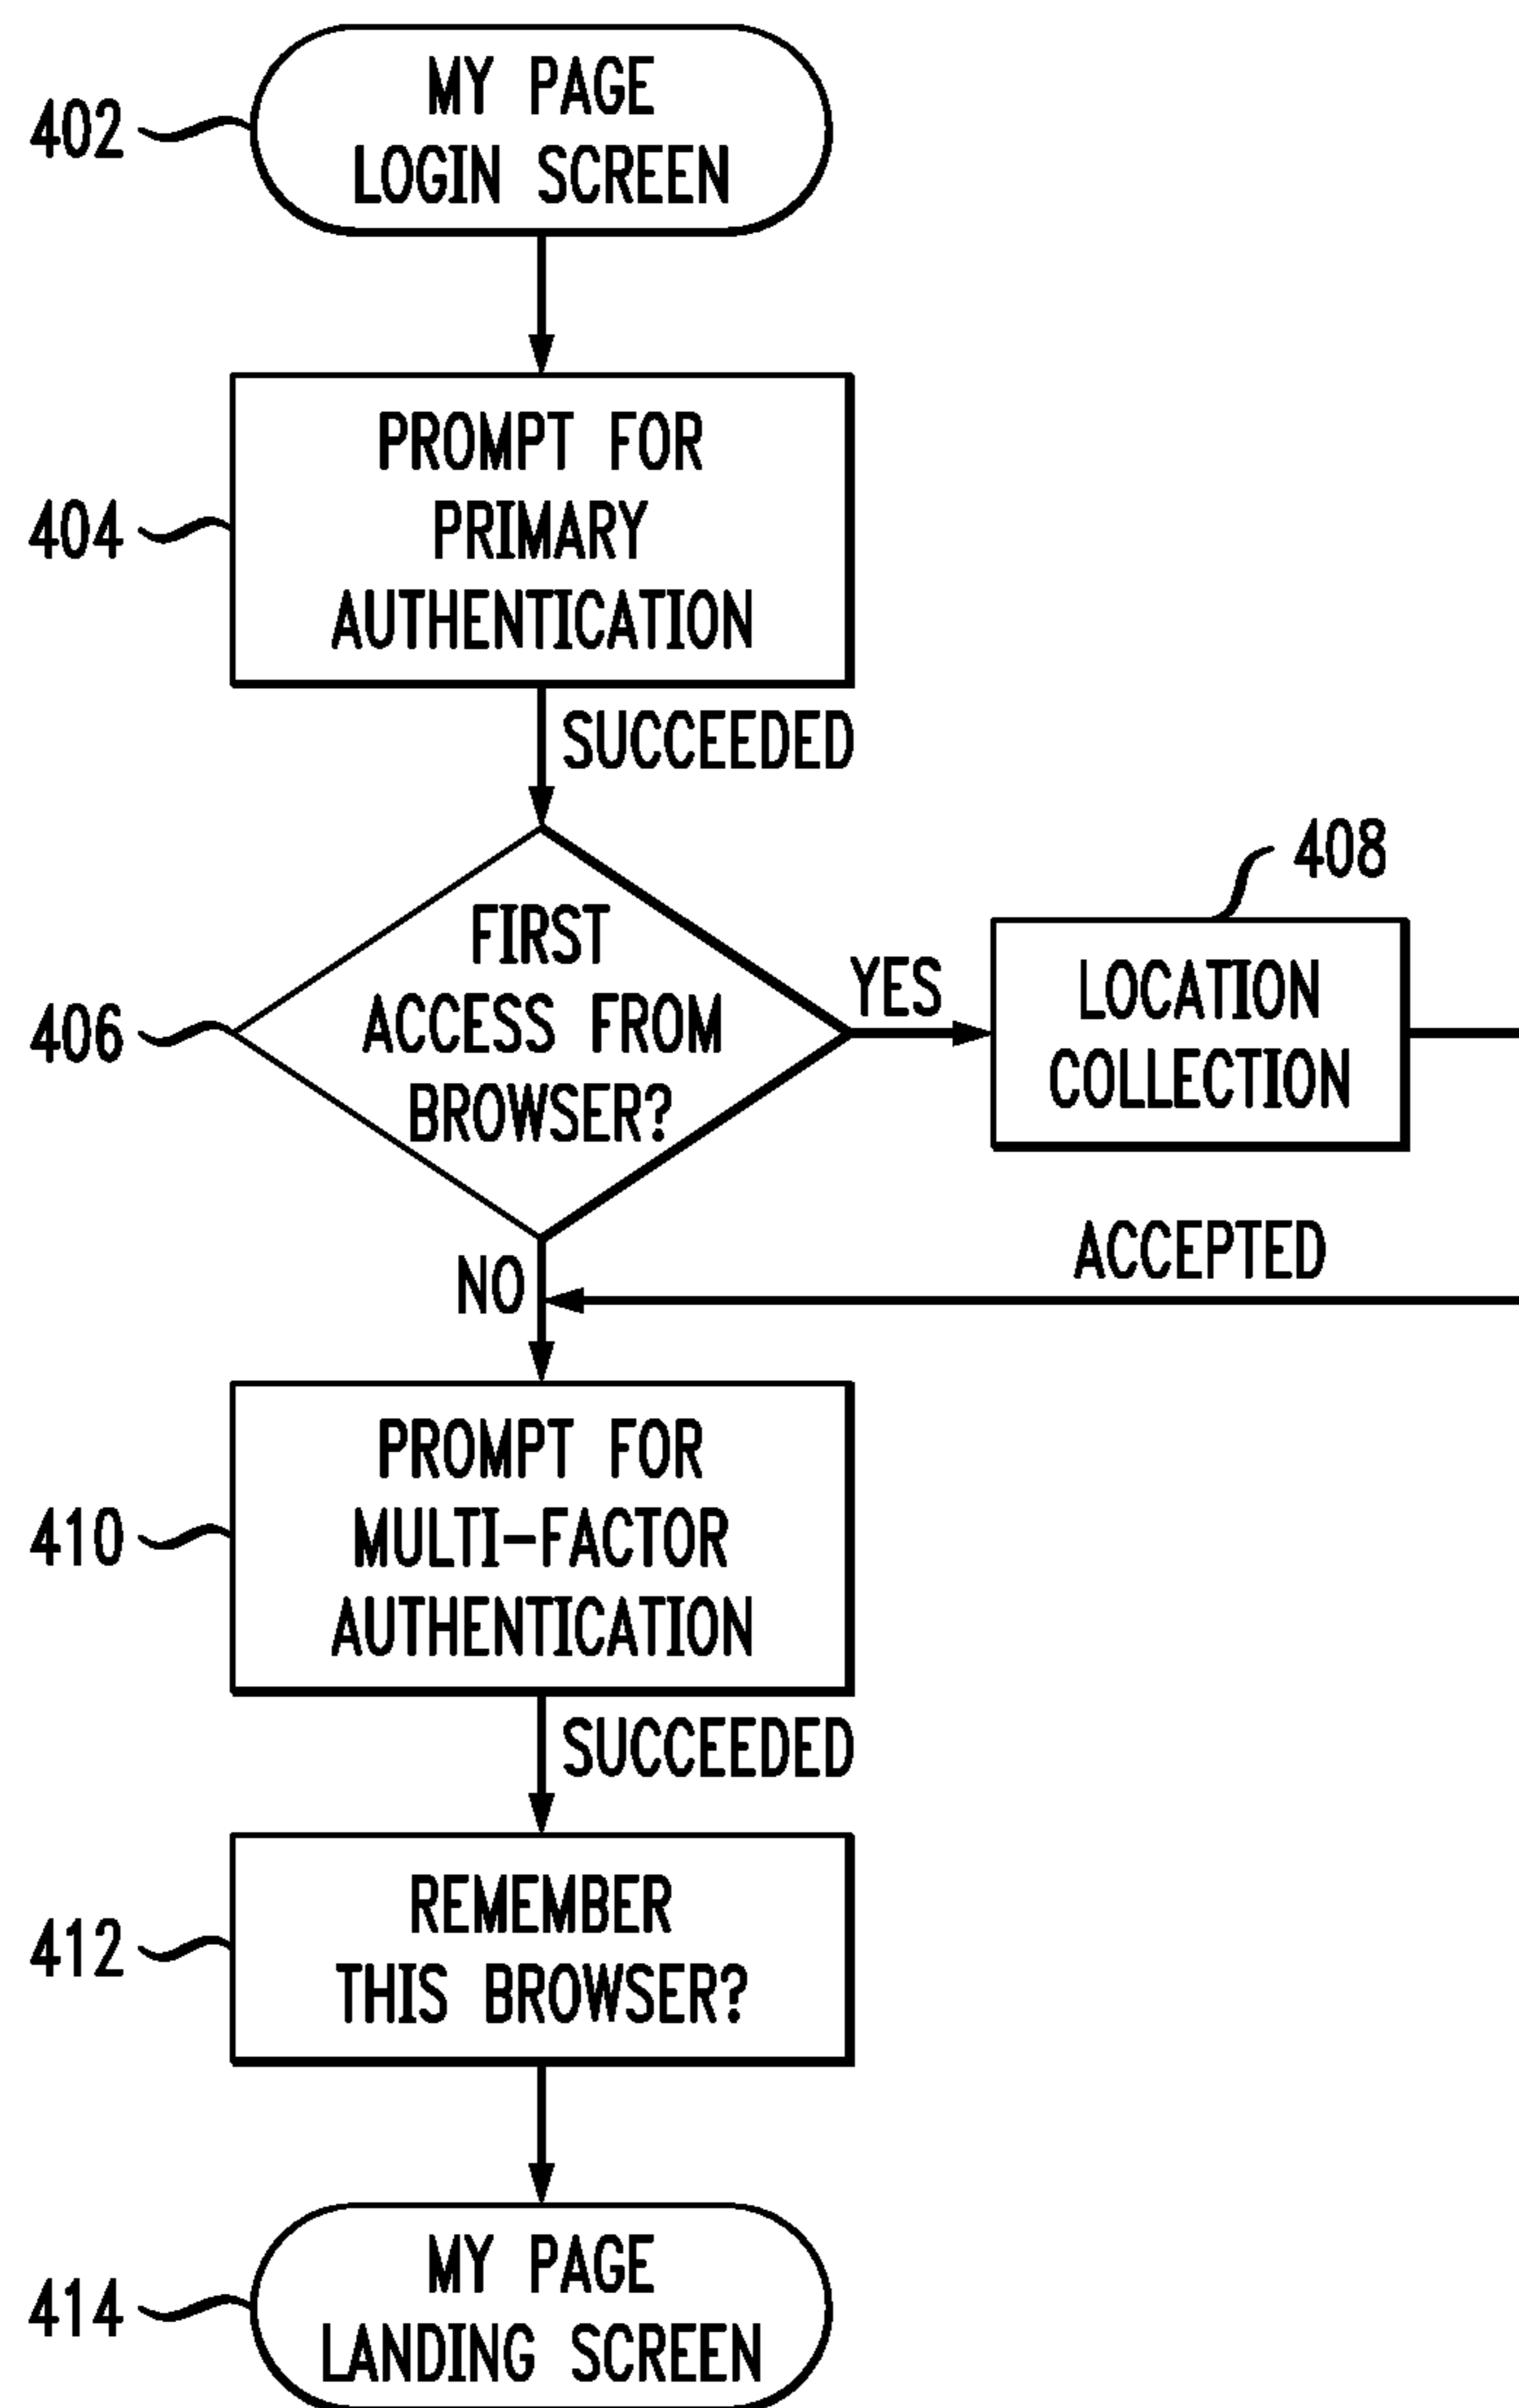 MY PAGE
LOGIN SCREEN
402
PROMPT FOR
PRIMARY
AUTHENTICATION
404
SUCCEEDED
FIRST
ACCESS FROM
BROWSER?
406
YES
408
LOCATION
COLLECTION
ACCEPTED
NO
PROMPT FOR
MULTI-FACTOR
AUTHENTICATION
410
SUCCEEDED
REMEMBER
THIS BROWSER?
412
MY PAGE
LANDING SCREEN
414